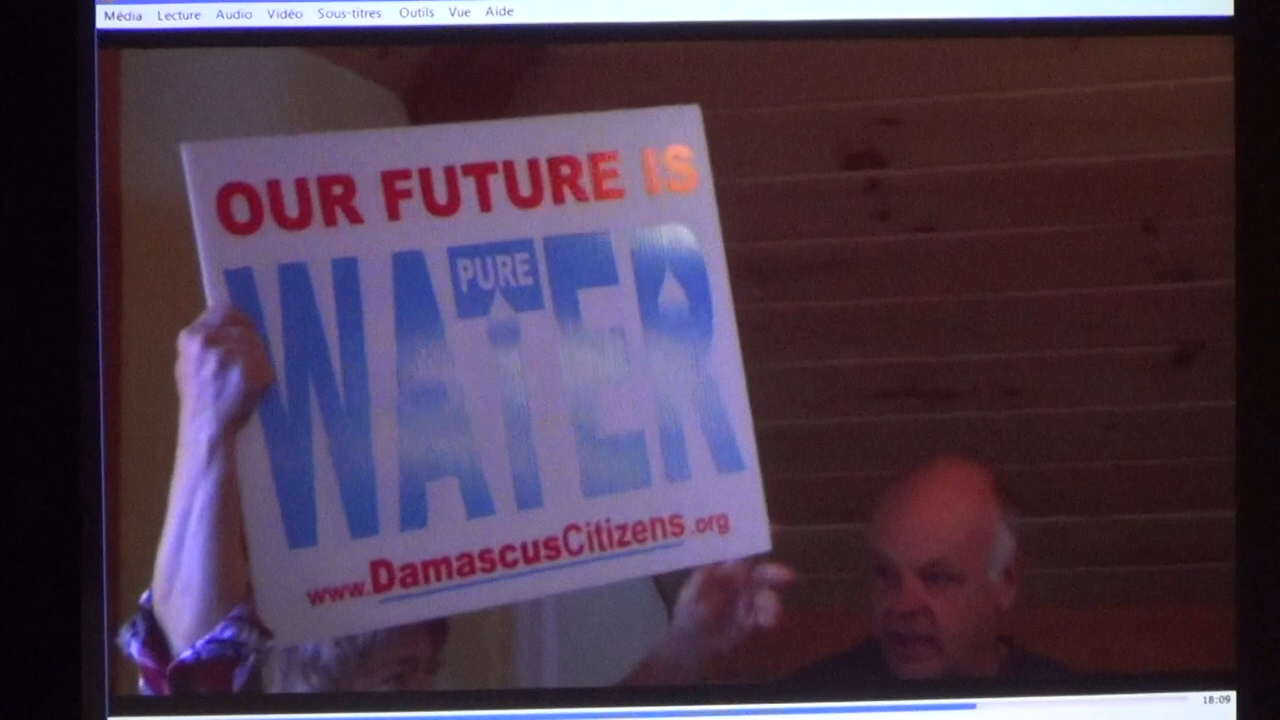 Média Lecture Audio Vidéo Sous-titres Outils Vue Aide
OUR FUTURE IS
PURE
WATER
www.DamascusCitizens.org
18:09